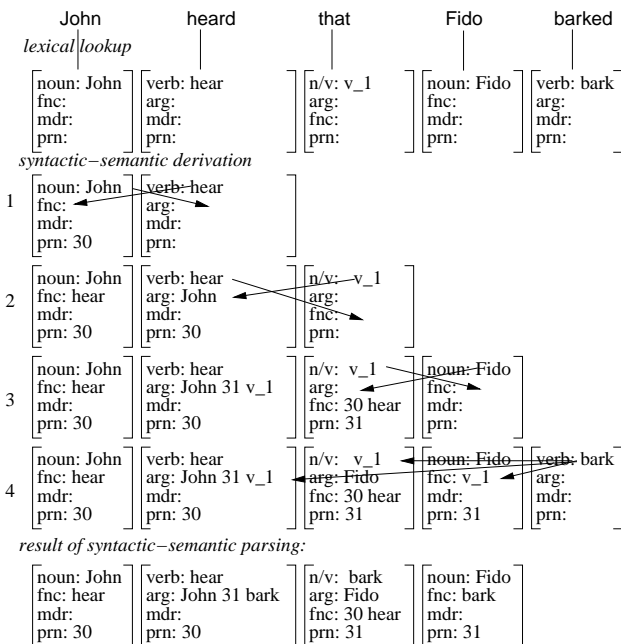 John heard that Fido barked
lexical lookup
noun: John verb: hear n/v: v_1 noun: Fido verb: bark
fnc: arg: arg: fnc: arg:
mdr: mdr: fnc: mdr: mdr:
prn: prn: prn: prn: prn:
syntactic−semantic derivation
noun: John verb: hear
1 fnc: arg:
mdr: mdr:
prn: 30 prn:
noun: John verb: hear n/v: v_1
2 fnc: hear arg: John arg:
mdr: mdr: fnc:
prn: 30 prn: 30 prn:
noun: John verb: hear n/v: v_1 noun: Fido
3 fnc: hear arg: John 31 v_1 arg: fnc:
mdr: mdr: fnc: 30 hear mdr:
prn: 30 prn: 30 prn: 31 prn:
noun: John verb: hear n/v: v_1 noun: Fido verb: bark
4 fnc: hear arg: John 31 v_1 arg: Fido fnc: v_1 arg:
mdr: mdr: fnc: 30 hear mdr: mdr:
prn: 30 prn: 30 prn: 31 prn: 31 prn:
result of syntactic−semantic parsing:
noun: John verb: hear n/v: bark noun: Fido
fnc: hear arg: John 31 bark arg: Fido fnc: bark
mdr: mdr: fnc: 30 hear mdr:
prn: 30 prn: 30 prn: 31 prn: 31